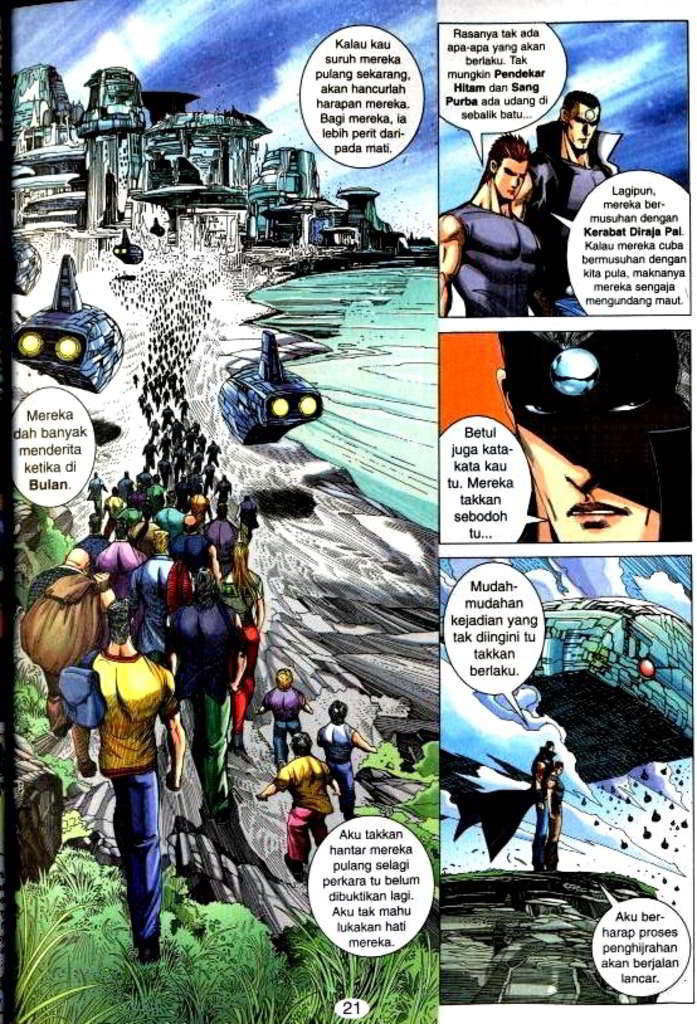 Kalau kau
suruh mereka
pulang sekarang,
akan hancurlah
harapan mereka.
Bagi mereka, ia
lebih perit dari-
pada mati.
Mereka
dah banyak
menderita
ketika di
Bulan.
Aku takkan
hantar mereka
pulang selagi
perkara tu belum
dibuktikan lagi.
Aku tak mahu
lukakan hati
mereka.
Rasanya tak ada
apa-apa yang akan
berlaku. Tak
mungkin Pendekar
Hitam dan Sang
Purba ada udang di
sebalik batu...
Lagipun,
mereka ber-
musuhan dengan
Kerabat Diraja Pai.
Kalau mereka cuba
bermusuhan dengan
kita pula, maknanya
mereka sengaja
mengundang maut.
Betul
juga kata-
kata kau
tu. Mereka
takkan
sebodoh
tu...
Mudah-
mudahan
kejadian yang
tak diingini tu
takkan
berlaku.
Aku ber-
harap proses
penghijrahan
akan berjalan
lancar.
21